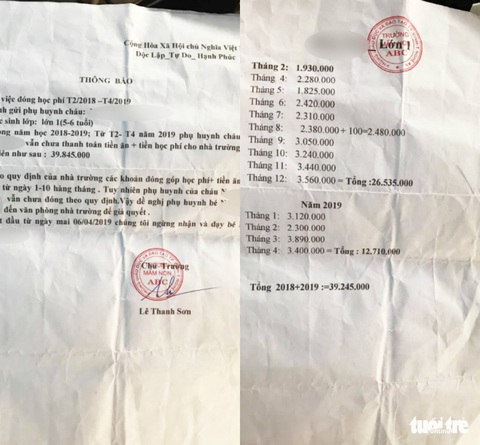 Cộng Hòa Xã Hội chủ Nghĩa Việt
Độc Lập_Tự Do_ Hạnh Phúc
THÔNG BÁO
việc đóng học phí T2/2018 –T4/2019
h gửi phụ huynh cháu:
c sinh lớp: lớn 1(5-6 tuổi)
ng năm học 2018-2019; Từ T2- T4 năm 2019 phụ huynh cháu
vẫn chưa thanh toán tiền ăn + tiền học phí cho nhà trường
iên như sau : 39.845.000
o quy định của nhà trường các khoản đóng góp học phí+ tiền ăn
từ ngày 1-10 hàng tháng . Tuy nhiên phụ huynh của cháu
vẫn chưa đóng theo quy định.Vậy đề nghị phụ huynh bé
đến văn phòng nhà trường để giả quyết .
t đầu từ ngày mai 06/04/2019 chúng tôi ngừng nhận và dạy bé
Chủ Trường
MẦM NON
ABC
Lê Thanh Sơn
TRƯỜNG
Lớn 1
ABC
Tháng 2: 1.930.000
Tháng 4: 2.280.000
Tháng 5: 1.825.000
Tháng 6: 2.420.000
Tháng 7: 2.310.000
Tháng 8: 2.380.000 + 100=2.480.000
Tháng 9: 3.050.000
Tháng 10: 3.240.000
Tháng 11: 3.440.000
Tháng 12: 3.560.000 = Tổng :26.535.000
Năm 2019
Tháng 1: 3.120.000
Tháng 2: 2.300.000
Tháng 3: 3.890.000
Tháng 4: 3.400.000 = Tổng : 12.710.000
Tổng 2018+2019 :=39.245.000
tuổi trẻ